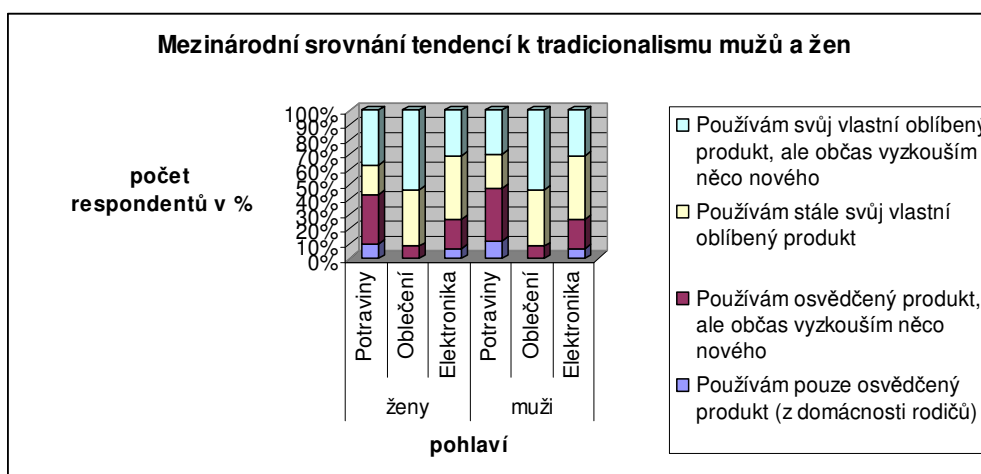 Mezinárodní srovnání tendencí k tradicionalismu mužů a žen
počet
respondentů v %
100%
90%
80%
70%
60%
50%
40%
30%
20%
10%
0%
Potraviny
Oblečení
Elektronika
Potraviny
Oblečení
Elektronika
ženy
muži
pohlaví
Používám svůj vlastní oblíbený
produkt, ale občas vyzkouším
něco nového
Používám stále svůj vlastní
oblíbený produkt
Používám osvědčený produkt,
ale občas vyzkouším něco
nového
Používám pouze osvědčený
produkt (z domácnosti rodičů)